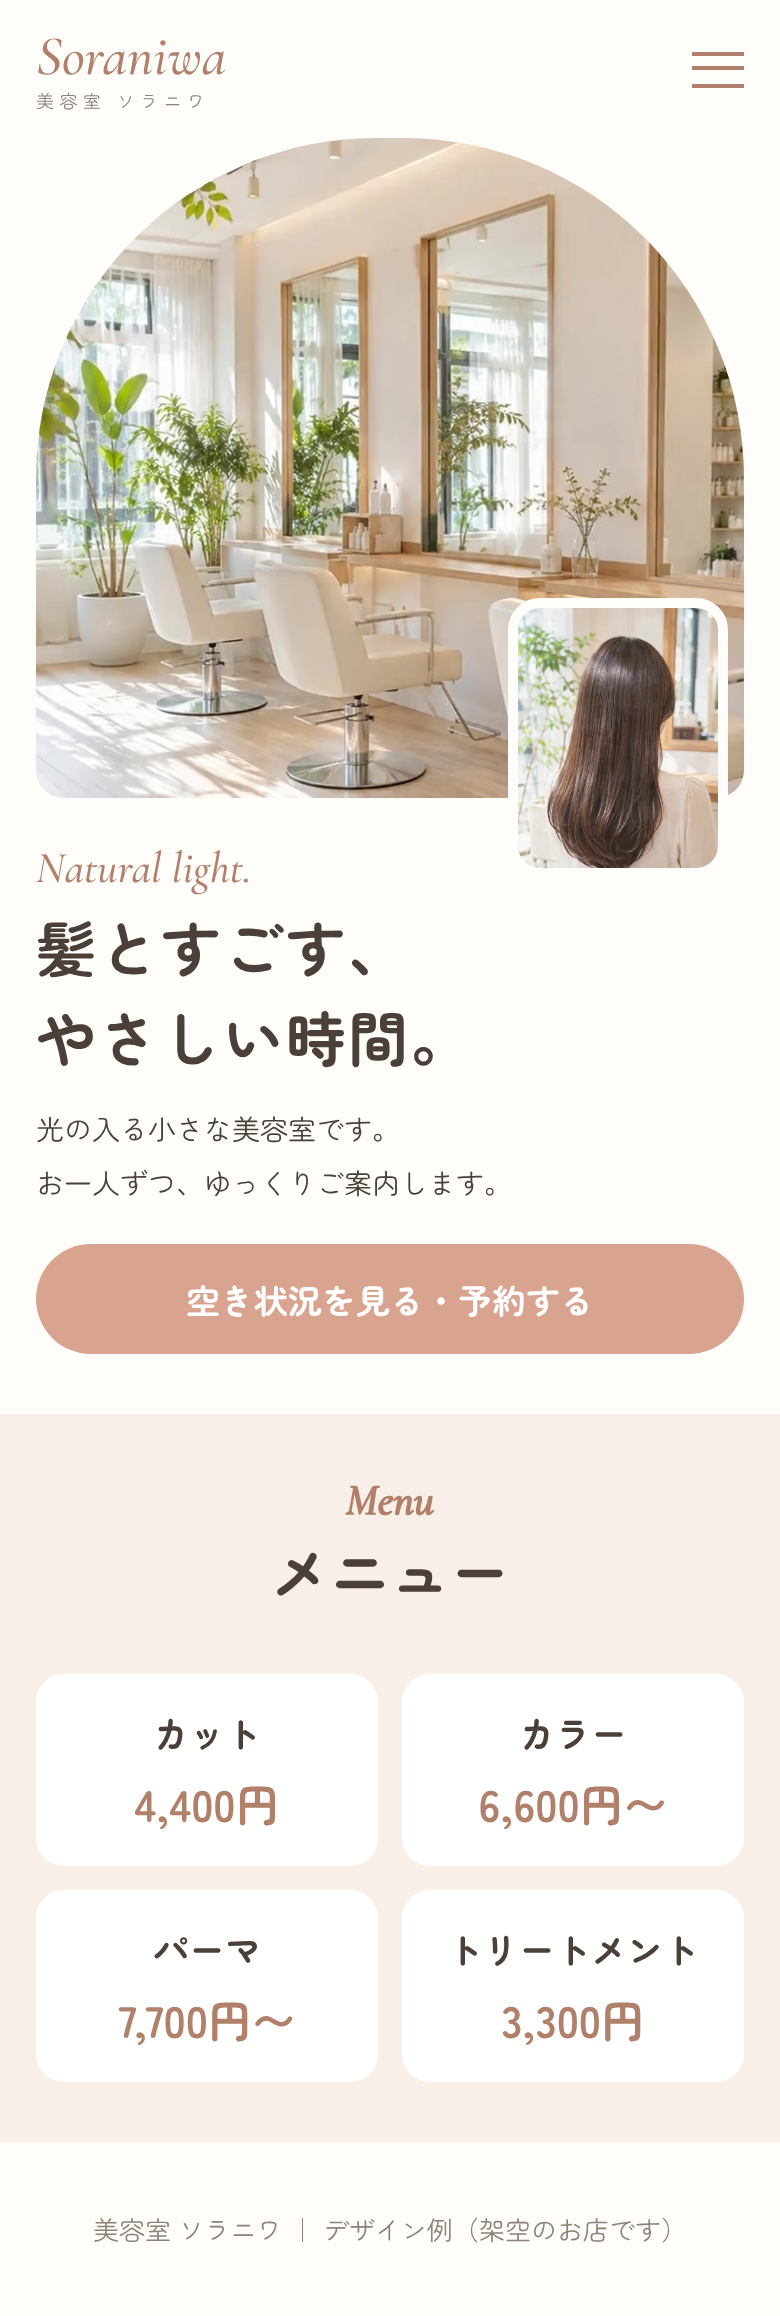 Soraniwa
美容室 ソラニワ
Natural light.
髪とすごす、
やさしい時間。
光の入る小さな美容室です。
お一人ずつ、ゆっくりご案内します。
空き状況を見る・予約する
Menu
メニュー
カット
4,400円
カラー
6,600円〜
パーマ
7,700円〜
トリートメント
3,300円
美容室 ソラニワ ｜ デザイン例（架空のお店です）